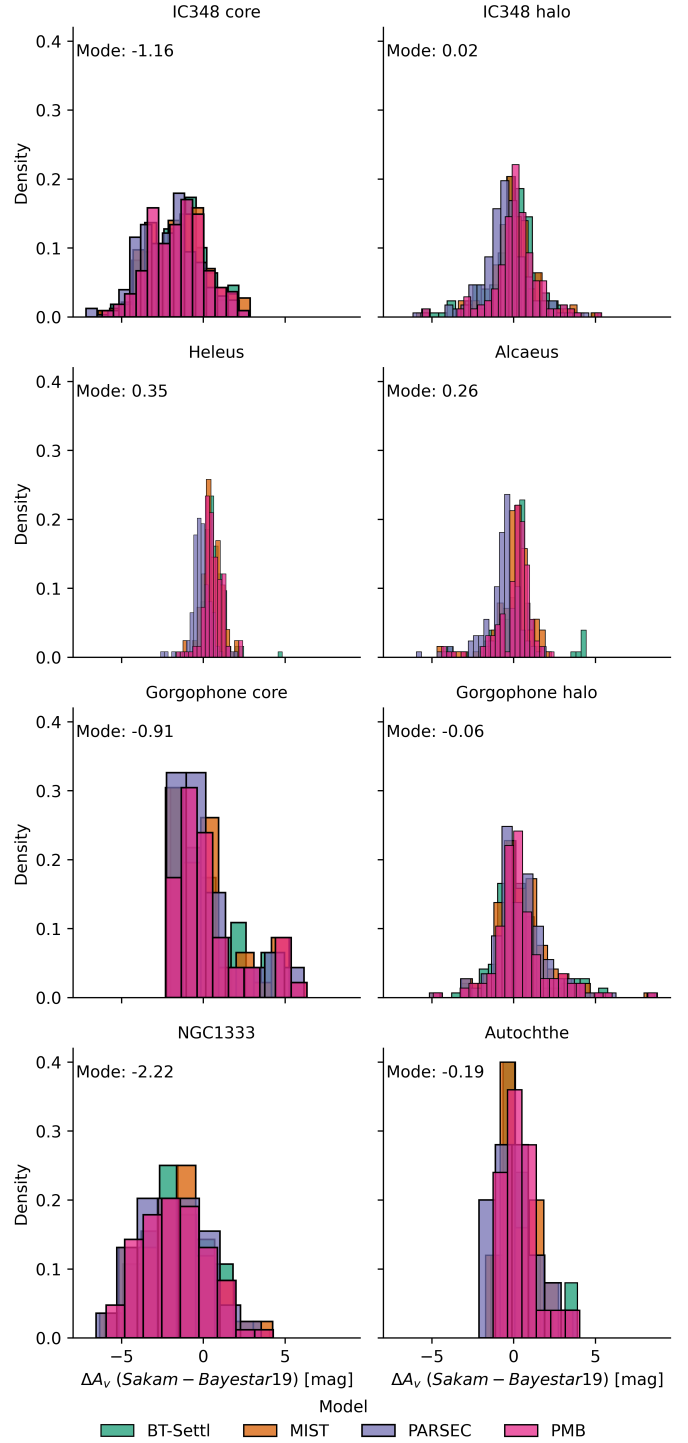 IC348 core
IC348 halo
Mode: -1.16
Mode: 0.02
0.4
0.3
0.2
0.1
0.0
Density
−5
0
5
Heleus
Alcaeus
Mode: 0.35
Mode: 0.26
0.4
0.3
0.2
0.1
0.0
Density
Gorgophone core
Gorgophone halo
Mode: -0.91
Mode: -0.06
0.4
0.3
0.2
0.1
0.0
Density
NGC1333
Autochthe
Mode: -2.22
Mode: -0.19
0.4
0.3
0.2
0.1
0.0
Density
−5 0 5
−5 0 5
ΔAᵥ (Sakam − Bayestar19) [mag]
ΔAᵥ (Sakam − Bayestar19) [mag]
Model
BT-Settl MIST PARSEC PMB